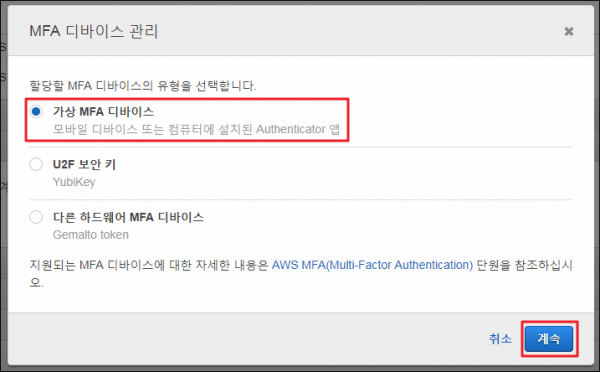 MFA 디바이스 관리
할당할 MFA 디바이스의 유형을 선택합니다.
가상 MFA 디바이스
모바일 디바이스 또는 컴퓨터에 설치된 Authenticator 앱
U2F 보안 키
YubiKey
다른 하드웨어 MFA 디바이스
Gemalto token
지원되는 MFA 디바이스에 대한 자세한 내용은 AWS MFA(Multi-Factor Authentication) 단원을 참조하십시
오.
취소 계속